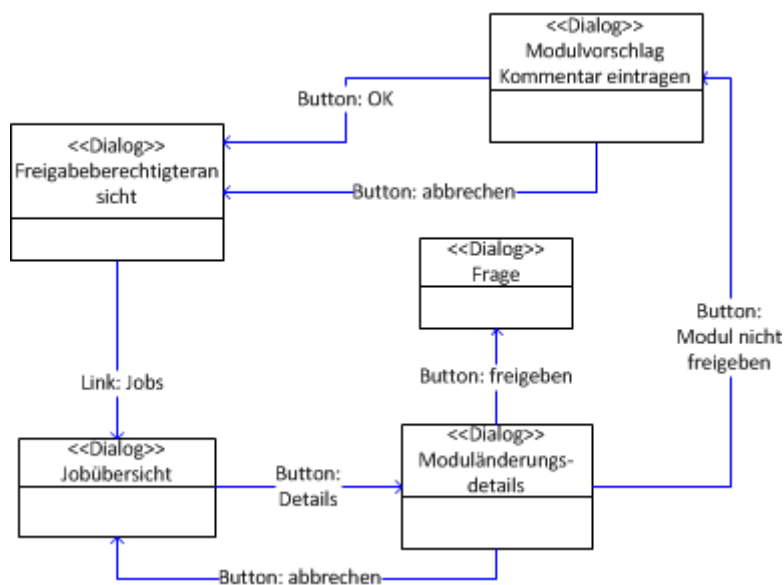 <<Dialog>>
Modulvorschlag
Kommentar eintragen
Button: OK
<<Dialog>>
Freigabeberechtigteran
sicht
Button: abbrechen
<<Dialog>>
Frage
Button:
Modul nicht
freigeben
Link: Jobs
Button: freigeben
<<Dialog>>
Jobübersicht
Button:
Details
<<Dialog>>
Moduländerungs-
details
Button: abbrechen